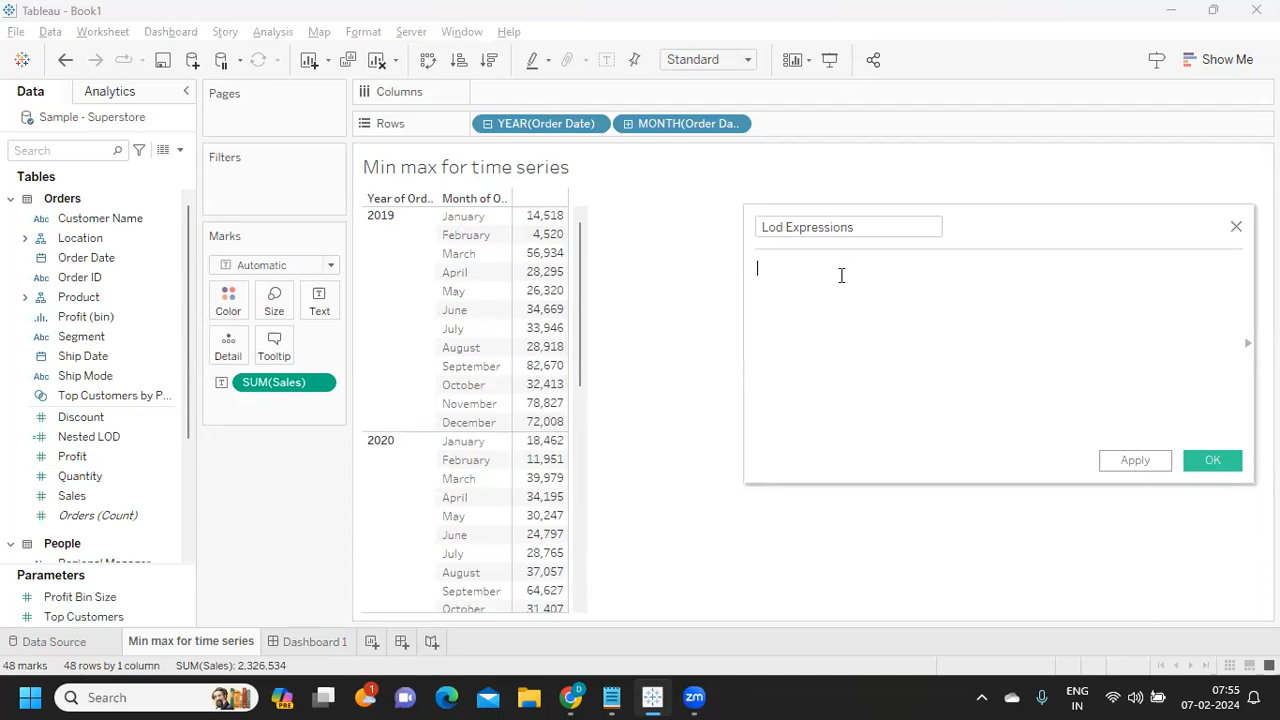 Tableau - Book1
File Data Worksheet Dashboard Story Analysis Map Format Server Window Help
Standard
Show Me
Data Analytics
Sample - Superstore
Search
Tables
Orders
Abc Customer Name
Location
Order Date
Abc Order ID
Product
Profit (bin)
Abc Segment
Ship Date
Abc Ship Mode
Top Customers by P...
Discount
Nested LOD
Profit
Quantity
Sales
Orders (Count)
People
Parameters
Profit Bin Size
Top Customers
Pages
Filters
Marks
Automatic
Color Size Text
Detail Tooltip
SUM(Sales)
Columns
Rows YEAR(Order Date) MONTH(Order Da..
Min max for time series
Year of Ord.. Month of O..
2019 January 14,518
February 4,520
March 56,934
April 28,295
May 26,320
June 34,669
July 33,946
August 28,918
September 82,670
October 32,413
November 78,827
December 72,008
2020 January 18,462
February 11,951
March 39,979
April 34,195
May 30,247
June 24,797
July 28,765
August 37,057
September 64,627
October 31,407
Lod Expressions
Apply OK
Data Source Min max for time series Dashboard 1
48 marks 48 rows by 1 column SUM(Sales): 2,326,534
Search
PRE
1
ENG
IN
07:55
07-02-2024